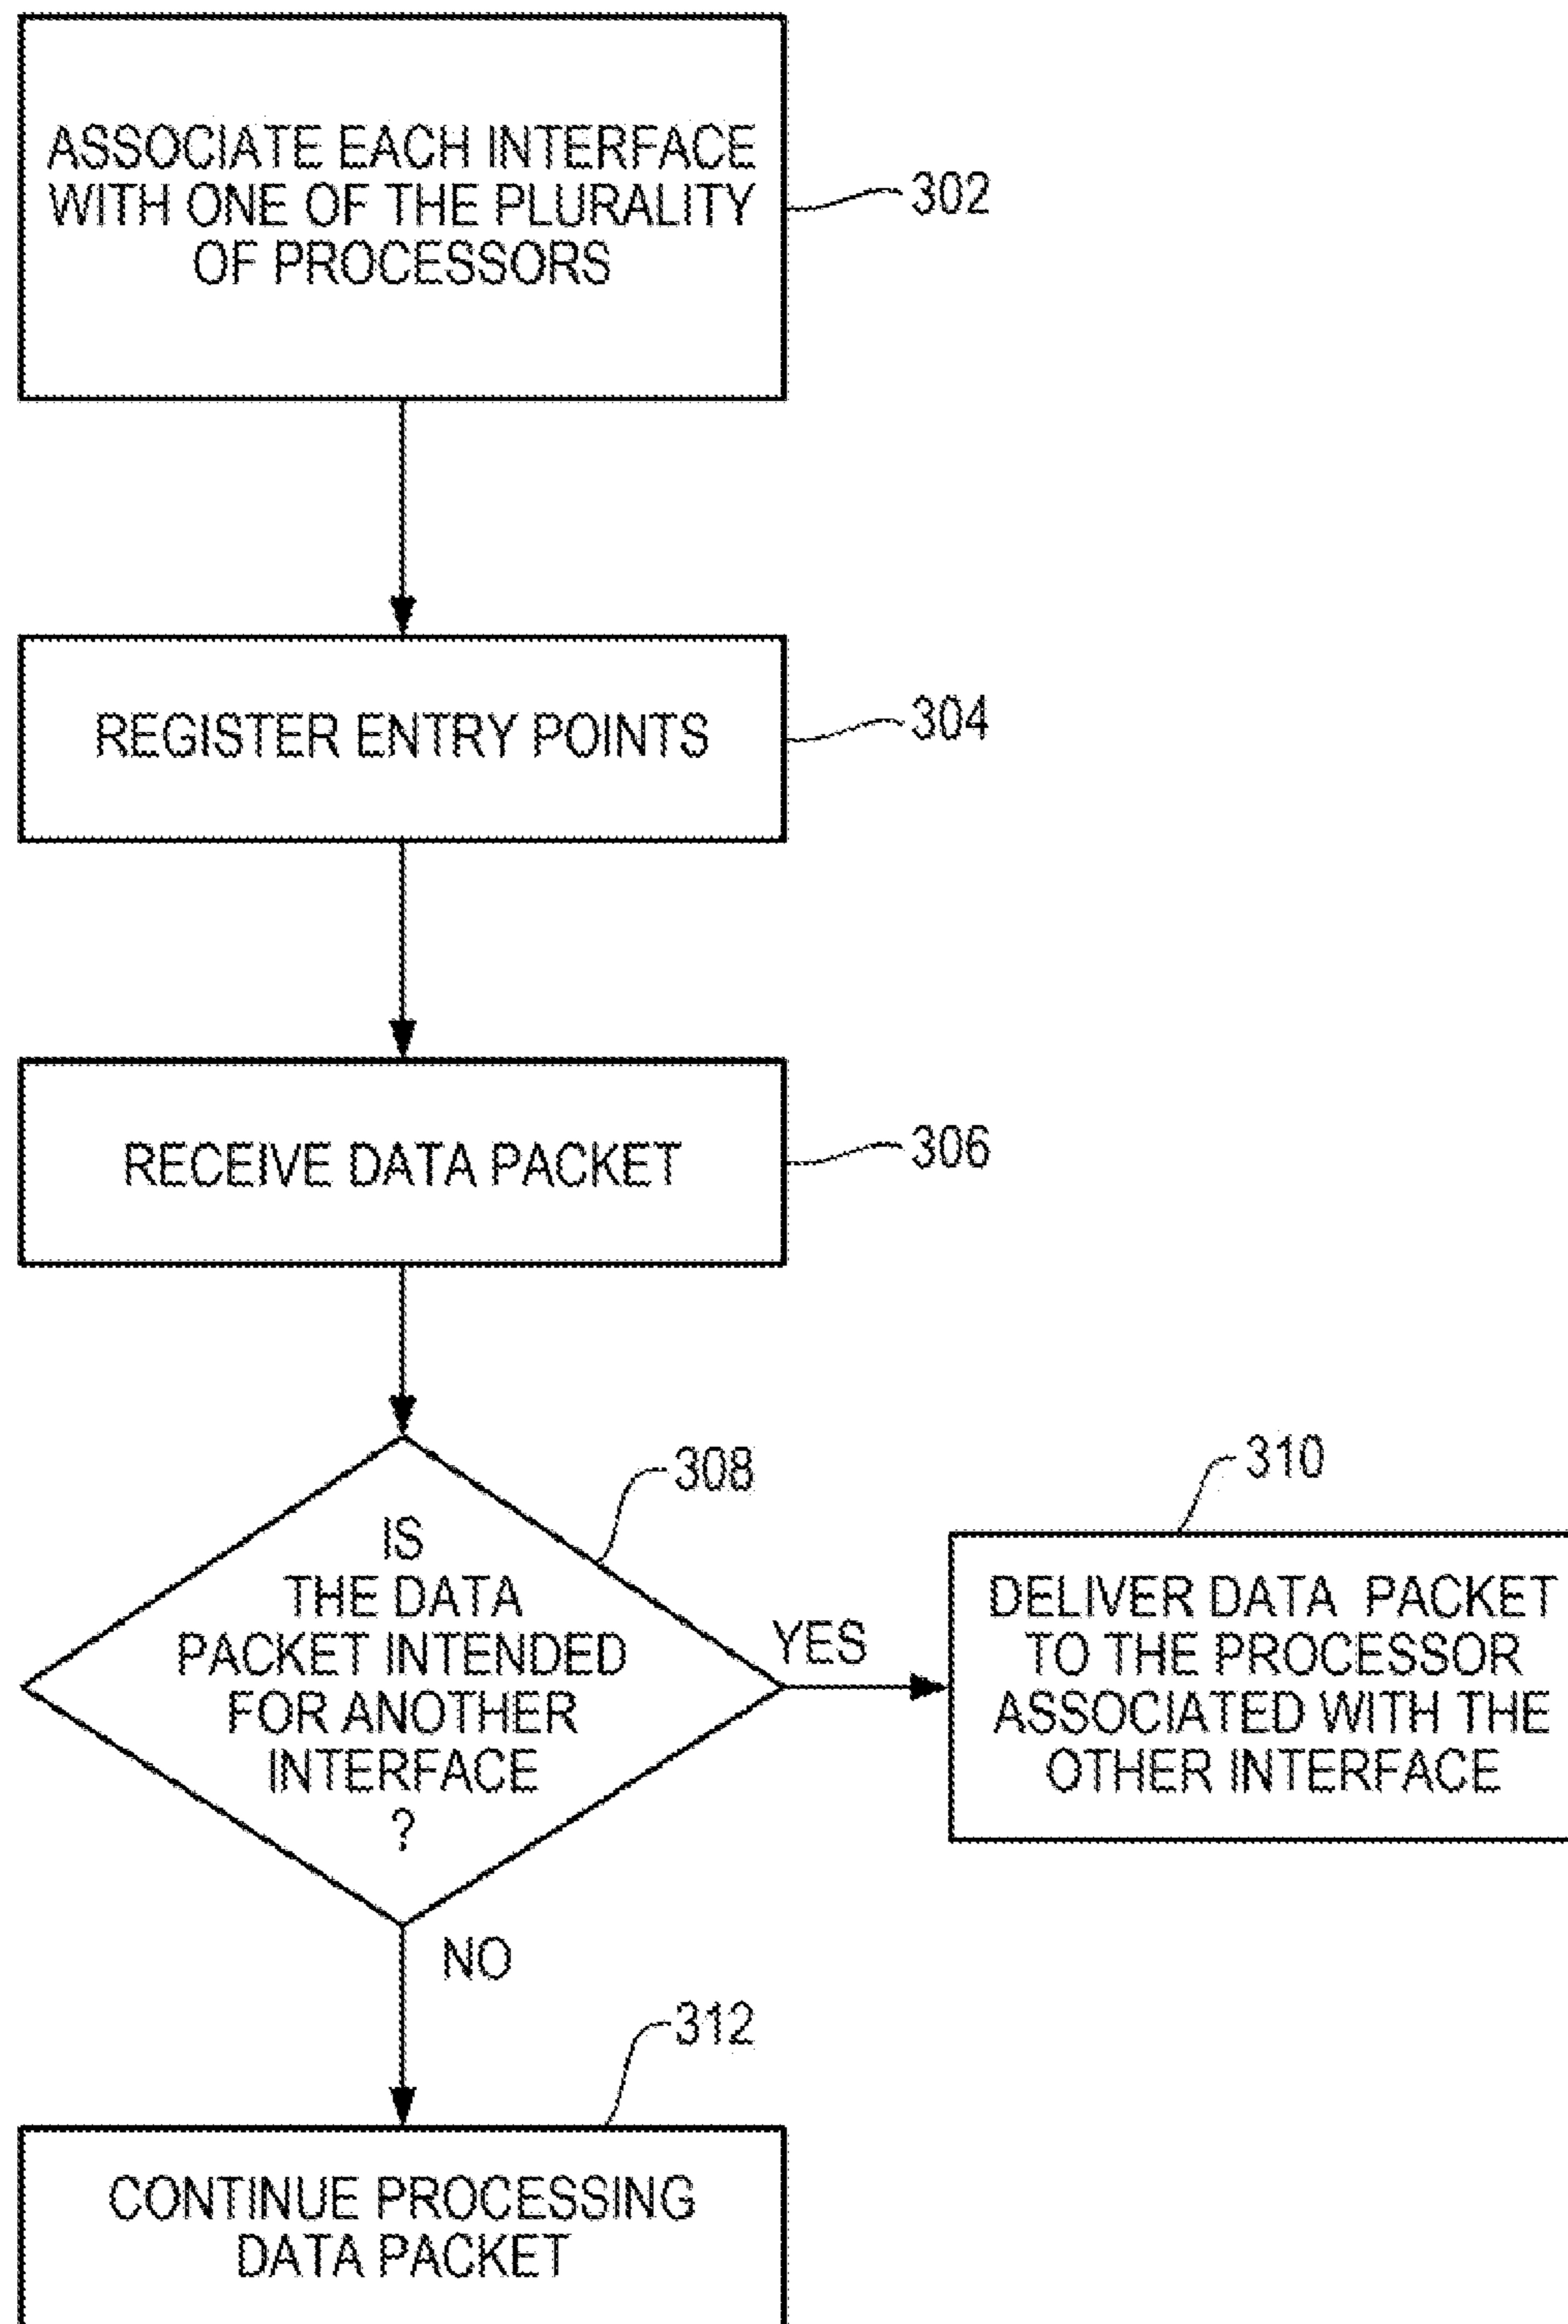 ASSOCIATE EACH INTERFACE
WITH ONE OF THE PLURALITY
OF PROCESSORS
302
REGISTER ENTRY POINTS
304
RECEIVE DATA PACKET
306
308
IS
THE DATA
PACKET INTENDED
FOR ANOTHER
INTERFACE
?
YES
310
DELIVER DATA PACKET
TO THE PROCESSOR
ASSOCIATED WITH THE
OTHER INTERFACE
NO
312
CONTINUE PROCESSING
DATA PACKET